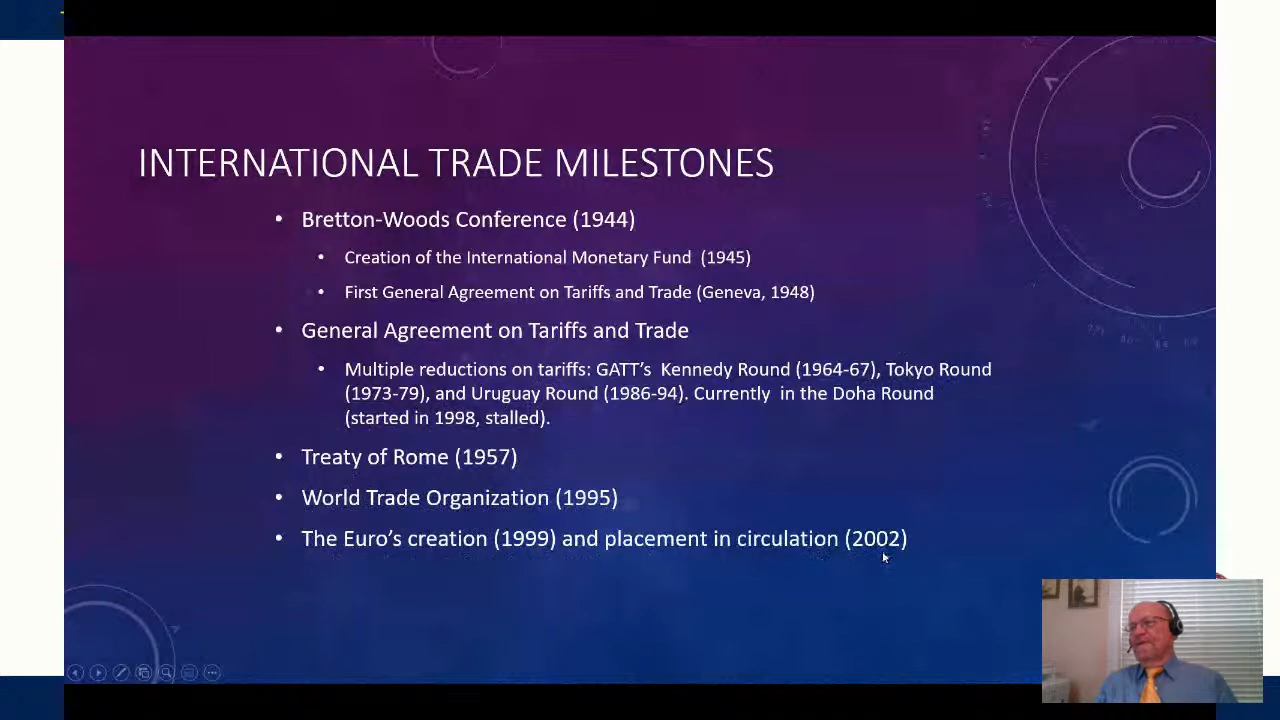 INTERNATIONAL TRADE MILESTONES
• Bretton-Woods Conference (1944)
• Creation of the International Monetary Fund (1945)
• First General Agreement on Tariffs and Trade (Geneva, 1948)
• General Agreement on Tariffs and Trade
• Multiple reductions on tariffs: GATT's Kennedy Round (1964-67), Tokyo Round
(1973-79), and Uruguay Round (1986-94). Currently in the Doha Round
(started in 1998, stalled).
• Treaty of Rome (1957)
• World Trade Organization (1995)
• The Euro's creation (1999) and placement in circulation (2002)